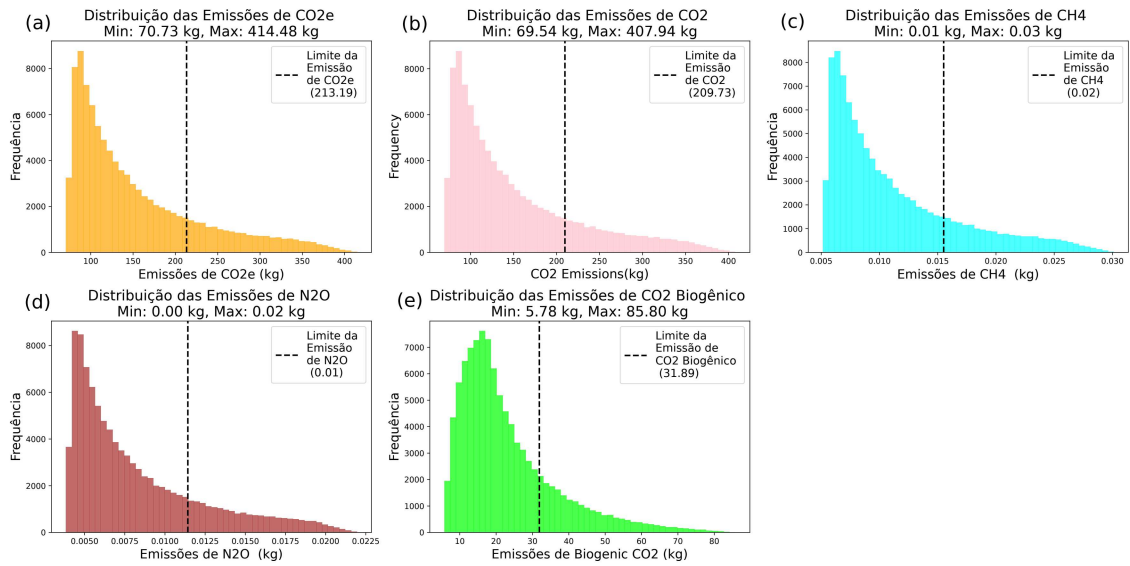 (a)
Distribuição das Emissões de CO2e
Min: 70.73 kg, Max: 414.48 kg
Limite da
Emissão
de CO2e
(213.19)
Frequência
8000
6000
4000
2000
0
100 150 200 250 300 350 400
Emissões de CO2e (kg)
(b)
Distribuição das Emissões de CO2
Min: 69.54 kg, Max: 407.94 kg
Limite da
Emissão
de CO2
(209.73)
Frequency
8000
6000
4000
2000
0
100 150 200 250 300 350 400
CO2 Emissions(kg)
(c)
Distribuição das Emissões de CH4
Min: 0.01 kg, Max: 0.03 kg
Limite da
Emissão
de CH4
(0.02)
Frequência
8000
7000
6000
5000
4000
3000
2000
1000
0
0.005 0.010 0.015 0.020 0.025 0.030
Emissões de CH4 (kg)
(d)
Distribuição das Emissões de N2O
Min: 0.00 kg, Max: 0.02 kg
Limite da
Emissão
de N2O
(0.01)
Frequência
8000
6000
4000
2000
0
0.0050 0.0075 0.0100 0.0125 0.0150 0.0175 0.0200 0.0225
Emissões de N2O (kg)
(e)
Distribuição das Emissões de CO2 Biogênico
Min: 5.78 kg, Max: 85.80 kg
Limite da
Emissão de
CO2 Biogênico
(31.89)
Frequência
7000
6000
5000
4000
3000
2000
1000
0
10 20 30 40 50 60 70 80
Emissões de Biogenic CO2 (kg)